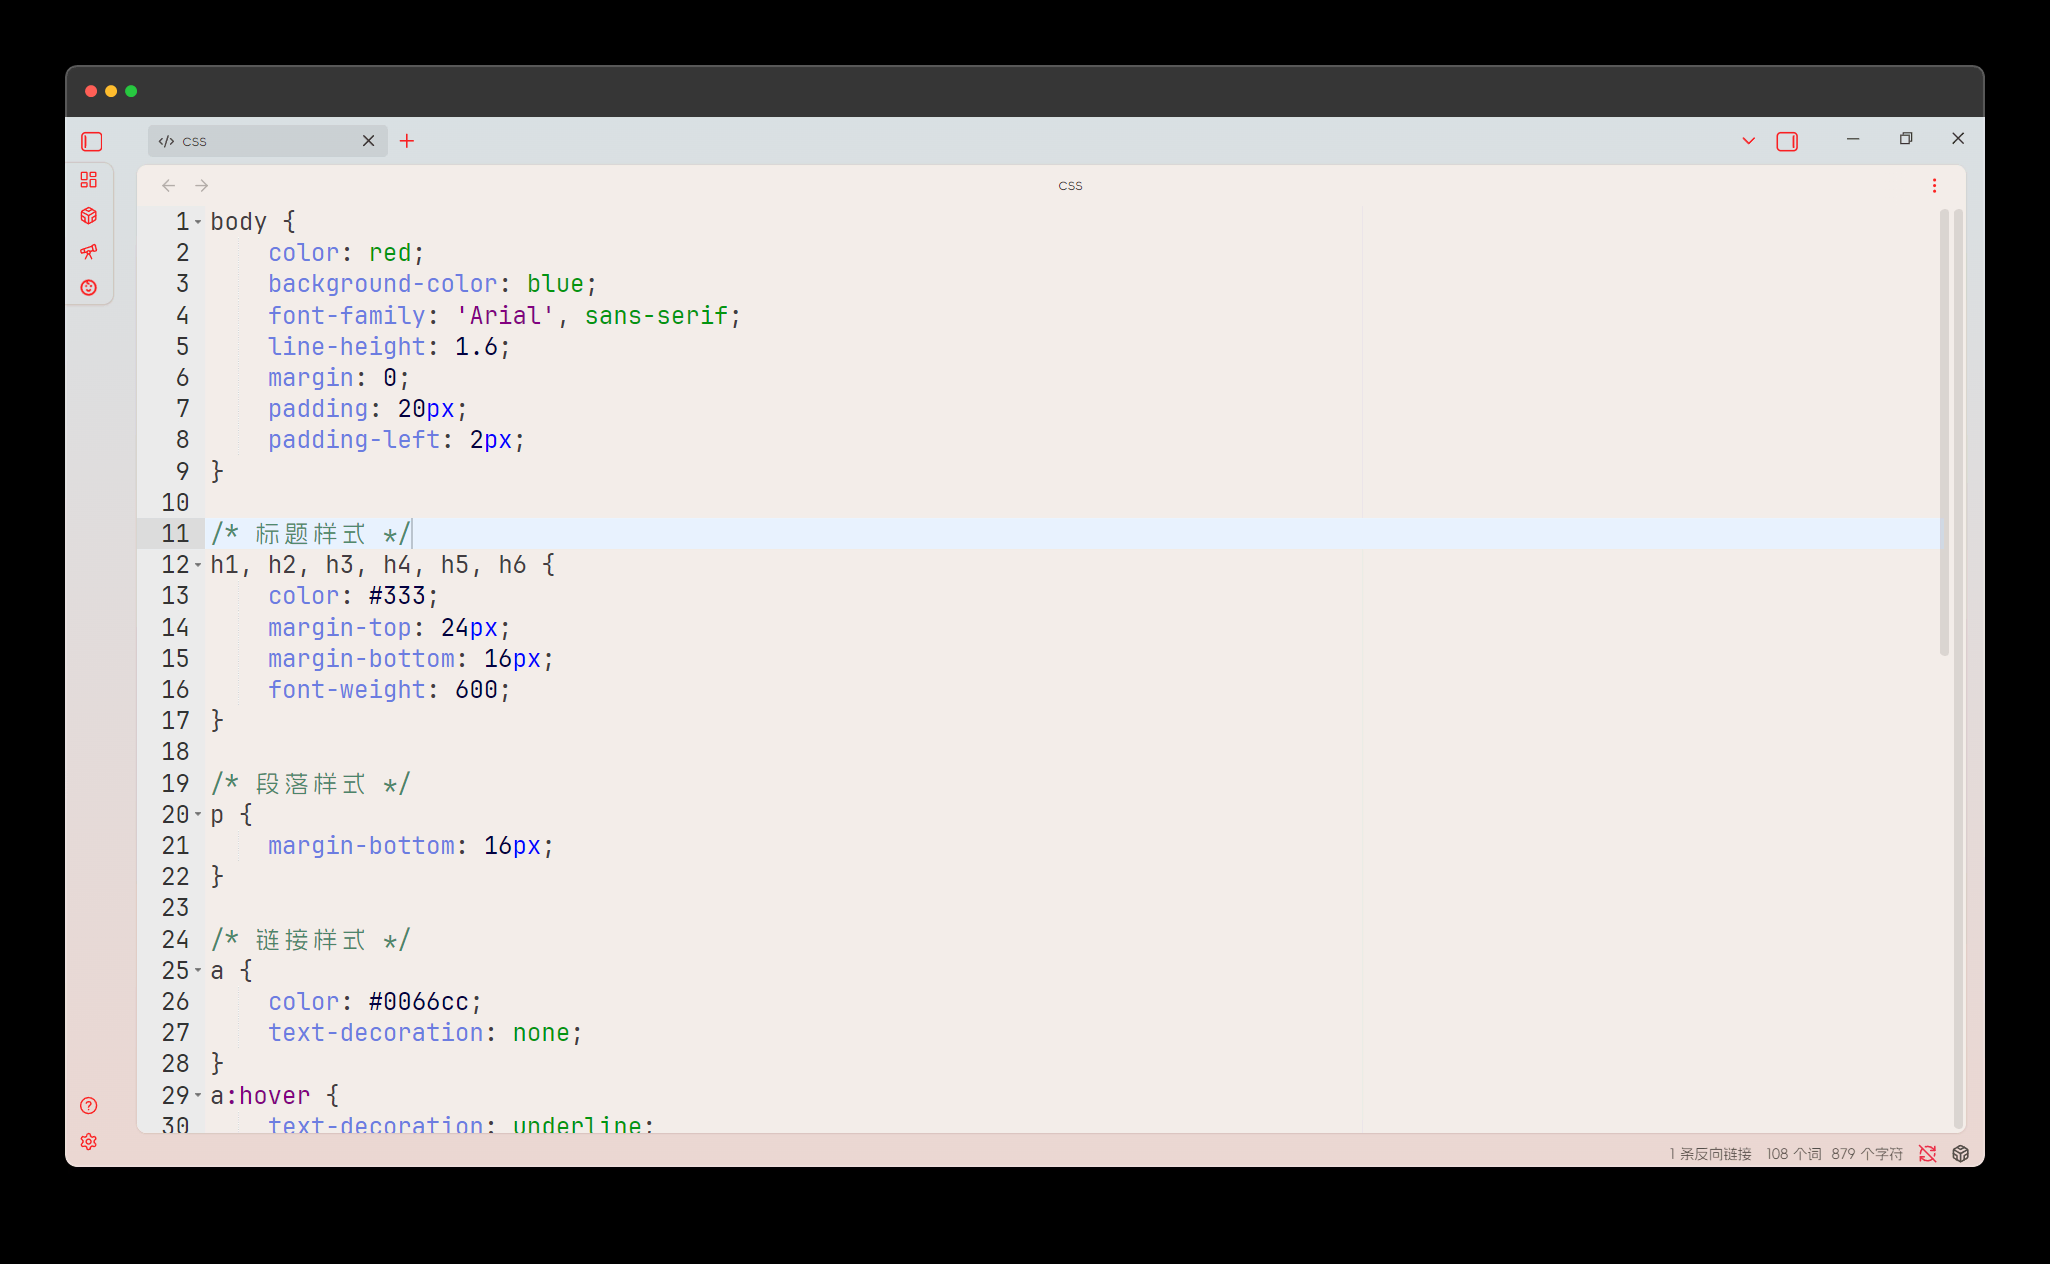 css
css
1 body {
2     color: red;
3     background-color: blue;
4     font-family: 'Arial', sans-serif;
5     line-height: 1.6;
6     margin: 0;
7     padding: 20px;
8     padding-left: 2px;
9 }
10
11 /* 标题样式 */
12 h1, h2, h3, h4, h5, h6 {
13     color: #333;
14     margin-top: 24px;
15     margin-bottom: 16px;
16     font-weight: 600;
17 }
18
19 /* 段落样式 */
20 p {
21     margin-bottom: 16px;
22 }
23
24 /* 链接样式 */
25 a {
26     color: #0066cc;
27     text-decoration: none;
28 }
29 a:hover {
30     text-decoration: underline;
1 条反向链接 108 个词 879 个字符